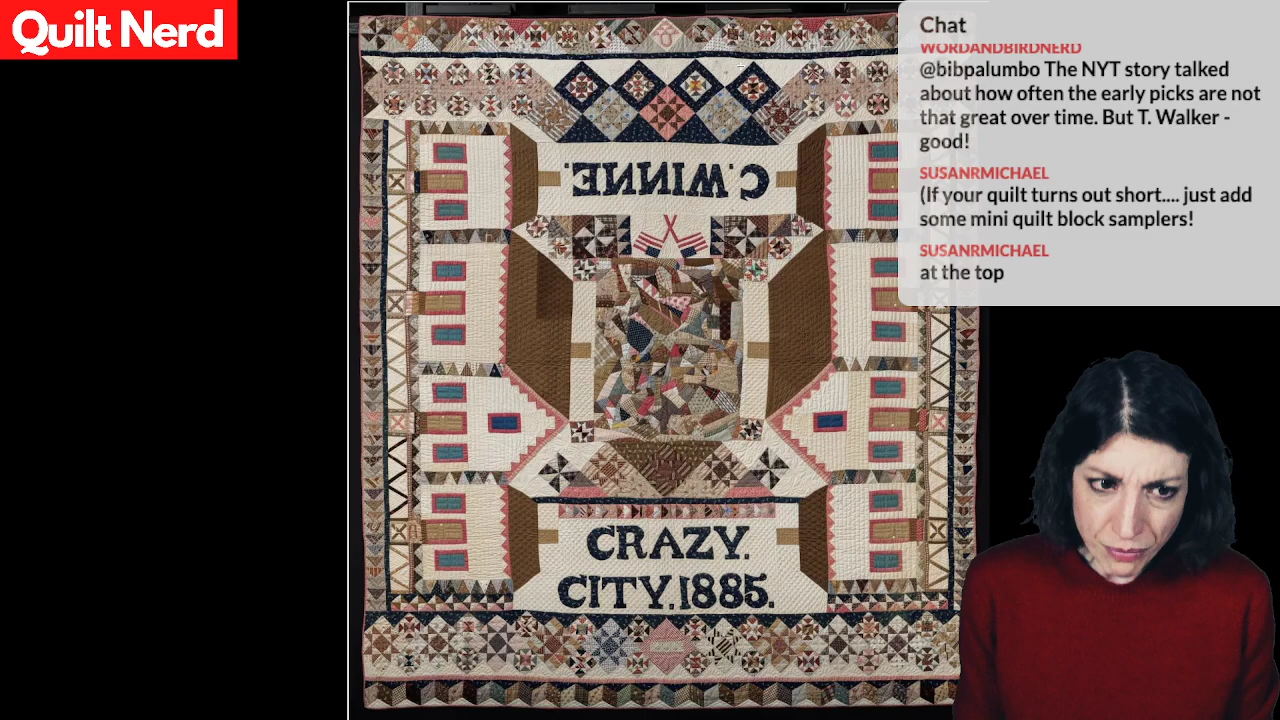 Quilt Nerd
Chat
WORDANDBIRDNERD
@bibpalumbo The NYT story talked
about how often the early picks are not
that great over time. But T. Walker -
good!
SUSANRMICHAEL
(If your quilt turns out short.... just add
some mini quilt block samplers!
SUSANRMICHAEL
at the top
C.WINNE.
CRAZY.
CITY.1885.